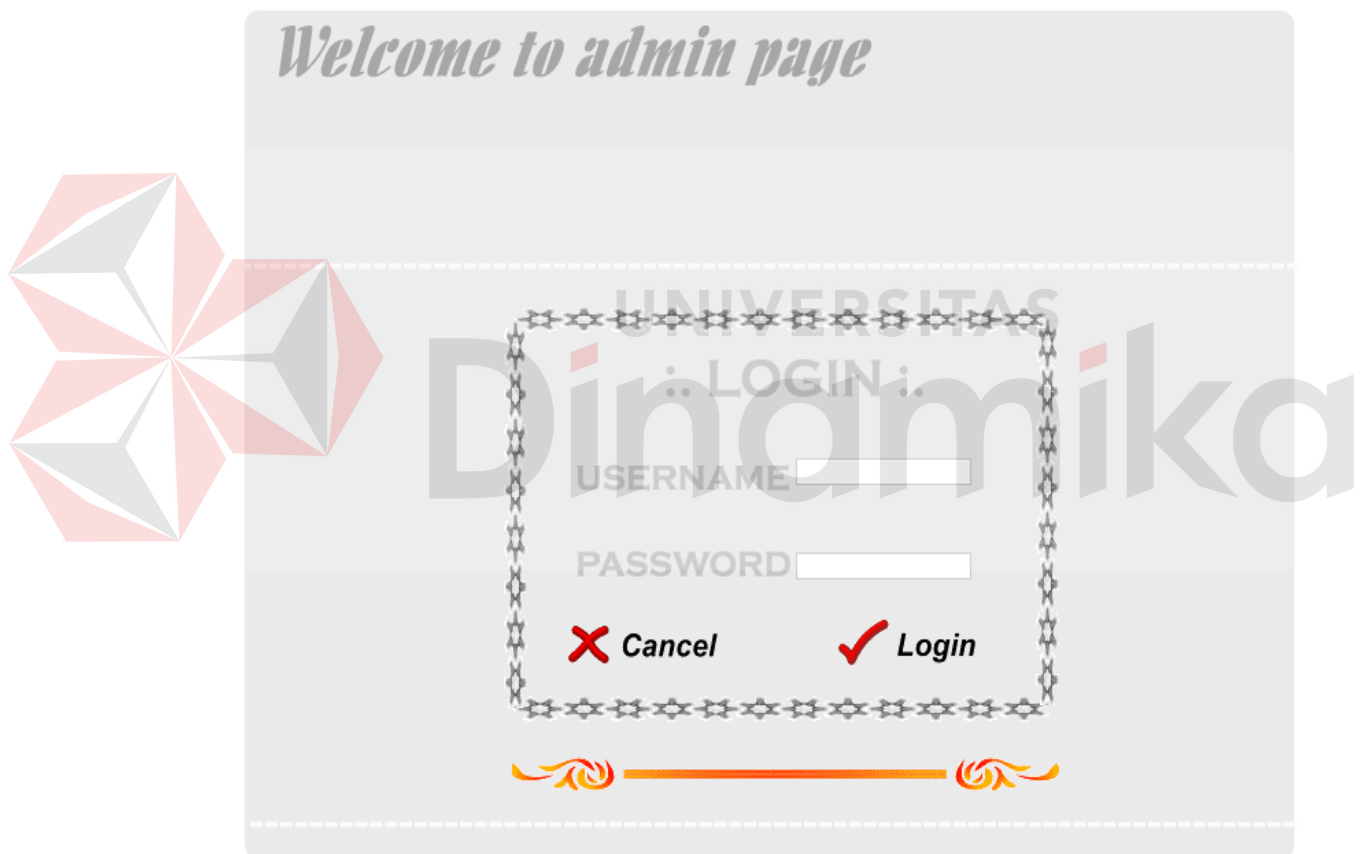 Welcome to admin page
UNIVERSITAS
Dinamika
:. LOGIN :.
USERNAME
PASSWORD
Cancel
Login